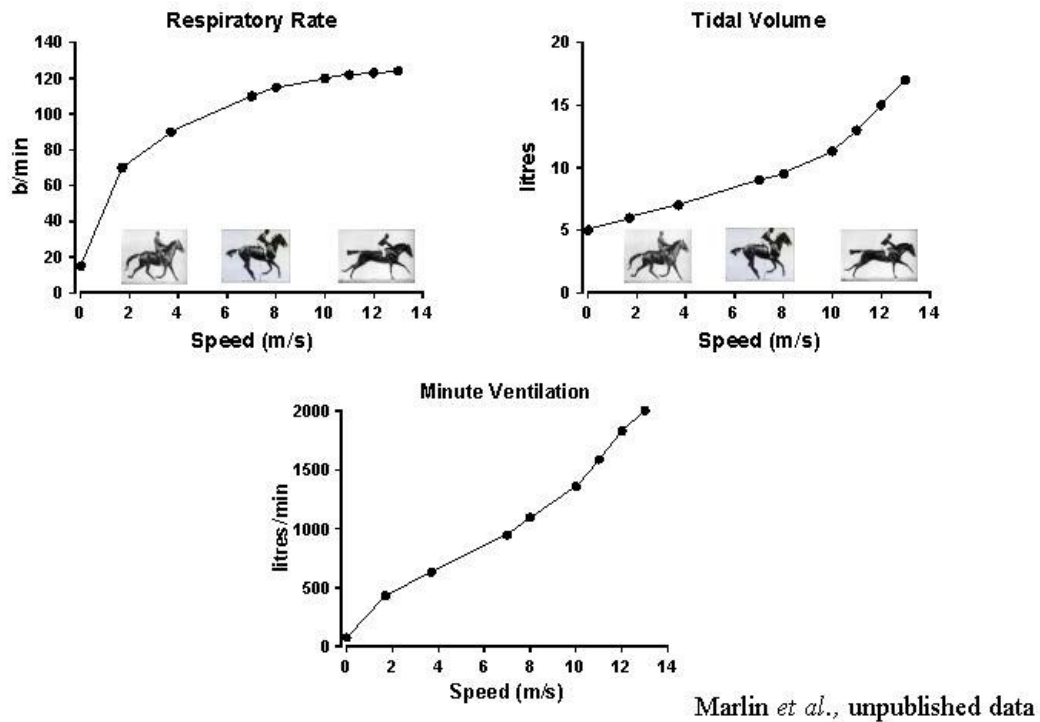 Respiratory Rate
140
120
100
80
60
40
20
0
b/min
0 2 4 6 8 10 12 14
Speed (m/s)
Tidal Volume
20
15
10
5
0
litres
0 2 4 6 8 10 12 14
Speed (m/s)
Minute Ventilation
2000
1500
1000
500
0
litres/min
0 2 4 6 8 10 12 14
Speed (m/s)
Marlin et al., unpublished data